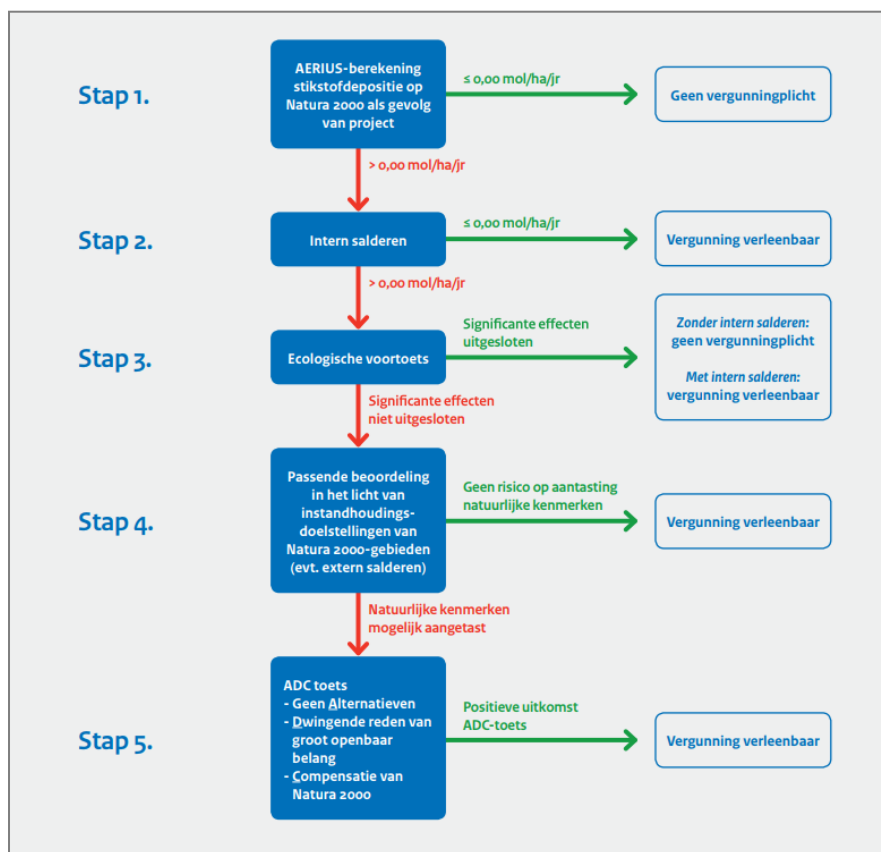 Stap 1.
AERIUS-berekening
stikstofdepositie op
Natura 2000 als gevolg
van project
≤ 0,00 mol/ha/jr
Geen vergunningplicht
> 0,00 mol/ha/jr
Stap 2.
Intern salderen
≤ 0,00 mol/ha/jr
Vergunning verleenbaar
> 0,00 mol/ha/jr
Stap 3.
Ecologische voortoets
Significante effecten
uitgesloten
Zonder intern salderen:
geen vergunningplicht
Met intern salderen:
vergunning verleenbaar
Significante effecten
niet uitgesloten
Stap 4.
Passende beoordeling
in het licht van
instandhoudings-
doelstellingen van
Natura 2000-gebieden
(evt. extern salderen)
Geen risico op aantasting
natuurlijke kenmerken
Vergunning verleenbaar
Natuurlijke kenmerken
mogelijk aangetast
Stap 5.
ADC toets
- Geen Alternatieven
- Dwingende reden van
groot openbaar
belang
- Compensatie van
Natura 2000
Positieve uitkomst
ADC-toets
Vergunning verleenbaar